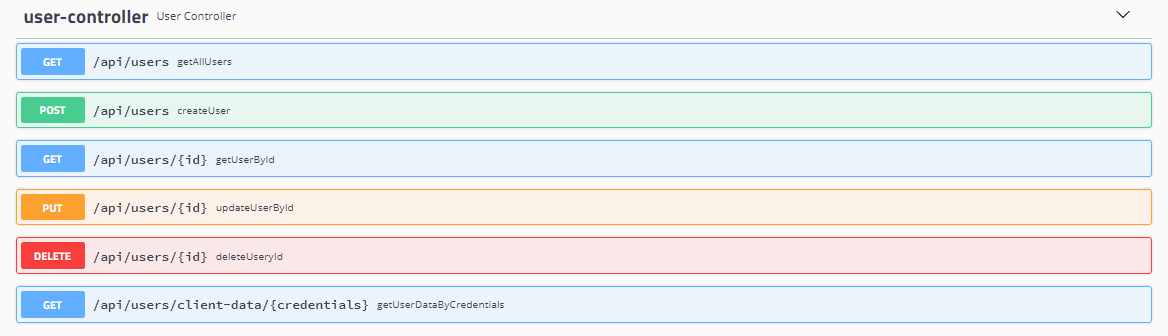 user-controller User Controller
GET /api/users getAllUsers
POST /api/users createUser
GET /api/users/{id} getUserById
PUT /api/users/{id} updateUserById
DELETE /api/users/{id} deleteUseryId
GET /api/users/client-data/{credentials} getUserDataByCredentials